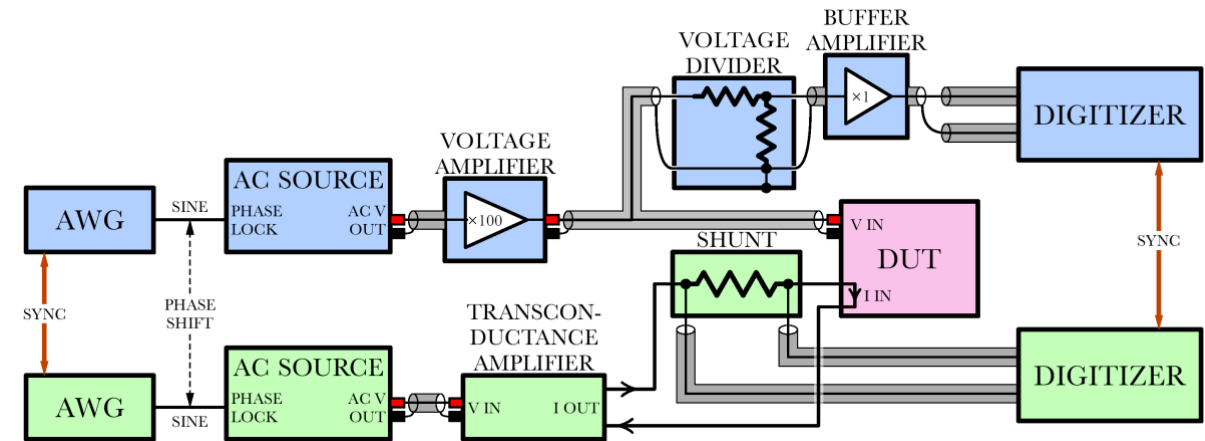 BUFFER
AMPLIFIER
×1
VOLTAGE
DIVIDER
DIGITIZER
VOLTAGE
AMPLIFIER
×100
AC SOURCE
PHASE
LOCK
AC V
OUT
AWG
SINE
V IN
DUT
I IN
SYNC
SHUNT
SYNC
PHASE
SHIFT
TRANSCON-
DUCTANCE
AMPLIFIER
V IN
I OUT
AC SOURCE
PHASE
LOCK
AC V
OUT
AWG
SINE
DIGITIZER